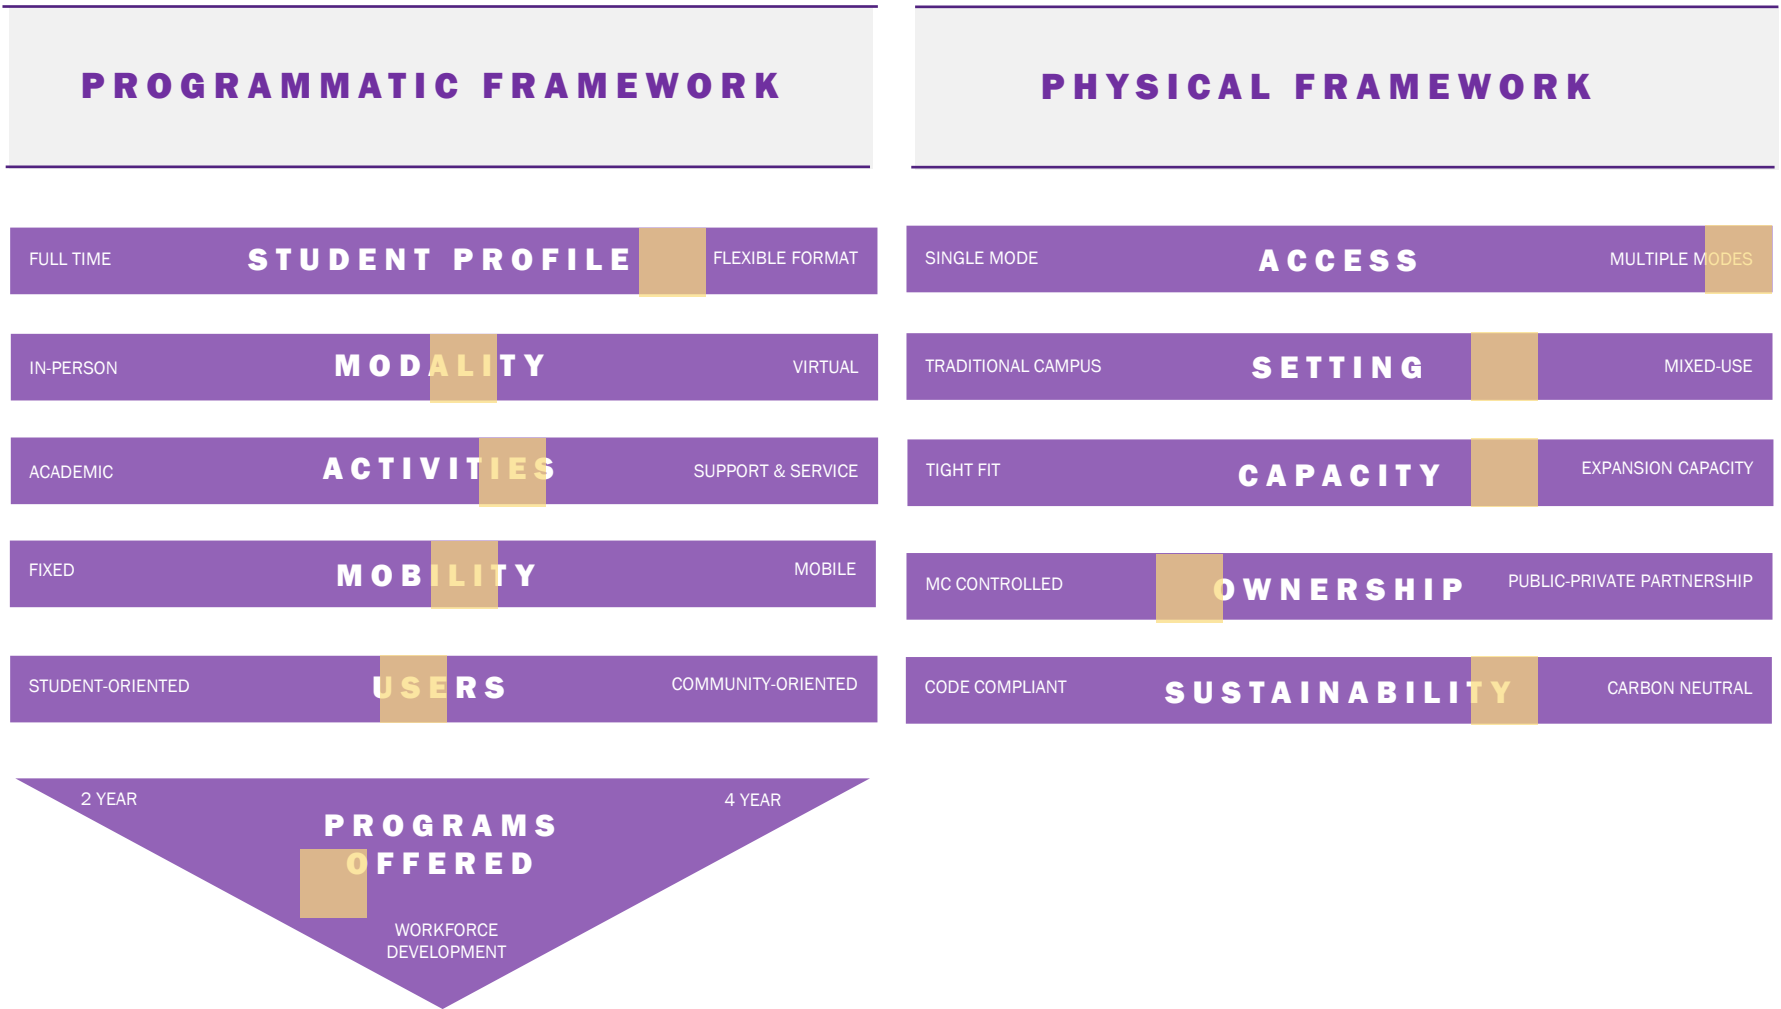 PROGRAMMATIC FRAMEWORK
FULL TIME STUDENT PROFILE FLEXIBLE FORMAT
IN-PERSON MODALITY VIRTUAL
ACADEMIC ACTIVITIES SUPPORT & SERVICE
FIXED MOBILITY MOBILE
STUDENT-ORIENTED USERS COMMUNITY-ORIENTED
2 YEAR 4 YEAR
PROGRAMS
OFFERED
WORKFORCE
DEVELOPMENT
PHYSICAL FRAMEWORK
SINGLE MODE ACCESS MULTIPLE MODES
TRADITIONAL CAMPUS SETTING MIXED-USE
TIGHT FIT CAPACITY EXPANSION CAPACITY
MC CONTROLLED OWNERSHIP PUBLIC-PRIVATE PARTNERSHIP
CODE COMPLIANT SUSTAINABILITY CARBON NEUTRAL